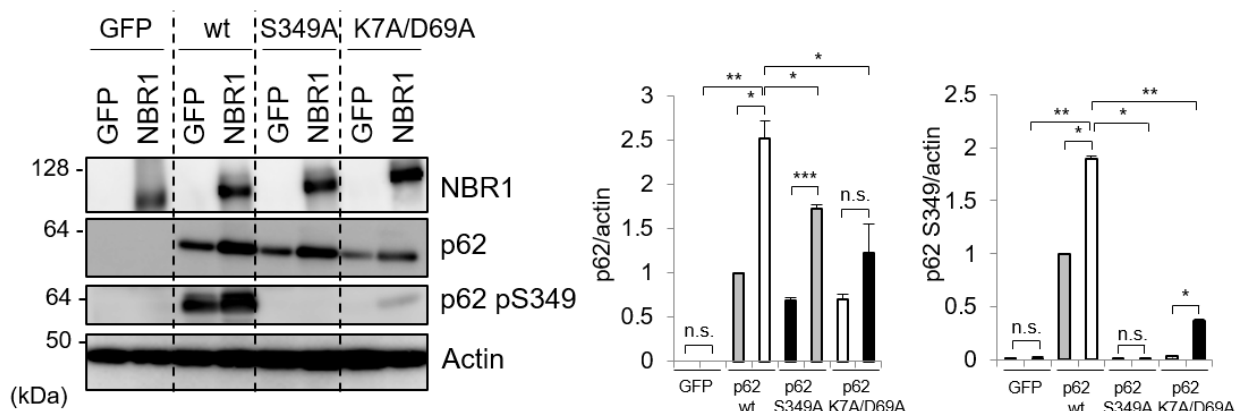 GFP wt S349A K7A/D69A
GFP NBR1 GFP NBR1 GFP NBR1 GFP NBR1
128 - NBR1
64 - p62
64 - p62 pS349
50 - Actin
(kDa)
p62/actin
3
2.5
2
1.5
1
0.5
0
n.s.
**
*
*
*
***
n.s.
GFP p62 wt p62 S349A p62 K7A/D69A
p62 S349/actin
2.5
2
1.5
1
0.5
0
n.s.
**
*
*
**
n.s.
*
GFP p62 wt p62 S349A p62 K7A/D69A